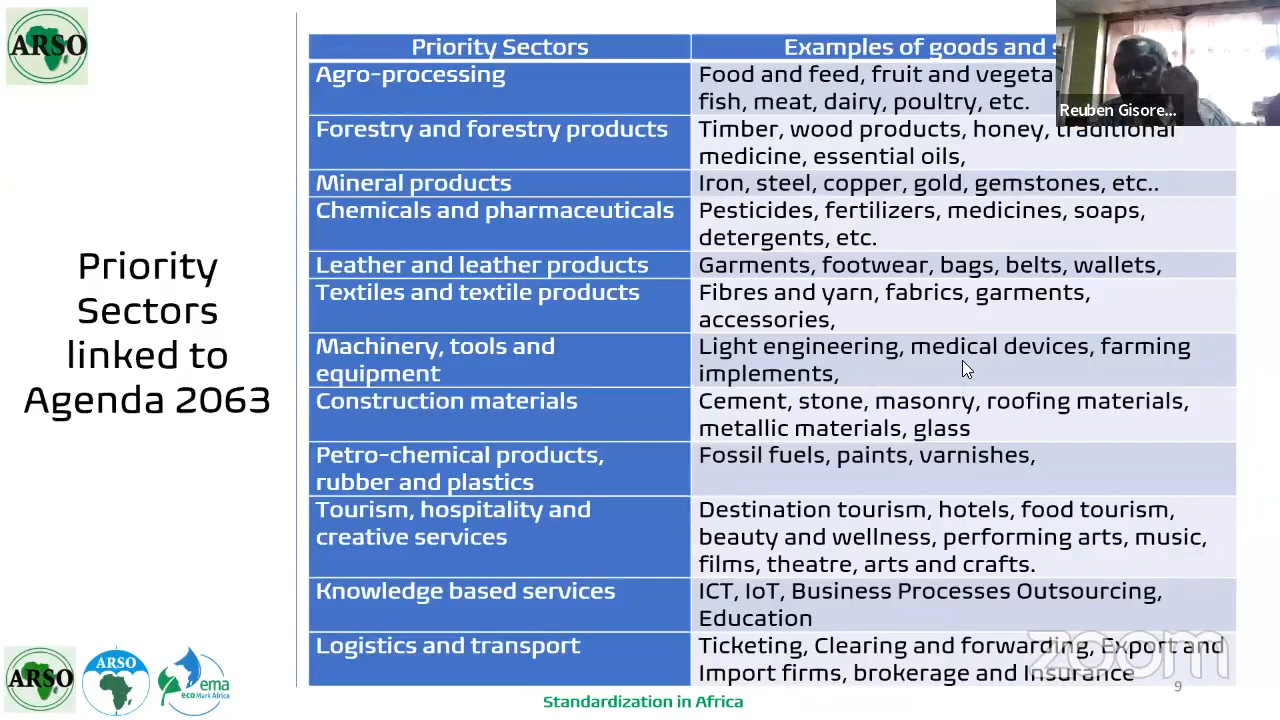 ARSO
Priority Sectors
linked to
Agenda 2063
Priority Sectors
Examples of goods and s
Agro-processing
Food and feed, fruit and vegeta
fish, meat, dairy, poultry, etc.
Reuben Gisore...
Forestry and forestry products
Timber, wood products, honey, traditional
medicine, essential oils,
Mineral products
Iron, steel, copper, gold, gemstones, etc..
Chemicals and pharmaceuticals
Pesticides, fertilizers, medicines, soaps,
detergents, etc.
Leather and leather products
Garments, footwear, bags, belts, wallets,
Textiles and textile products
Fibres and yarn, fabrics, garments,
accessories,
Machinery, tools and
equipment
Light engineering, medical devices, farming
implements,
Construction materials
Cement, stone, masonry, roofing materials,
metallic materials, glass
Petro-chemical products,
rubber and plastics
Fossil fuels, paints, varnishes,
Tourism, hospitality and
creative services
Destination tourism, hotels, food tourism,
beauty and wellness, performing arts, music,
films, theatre, arts and crafts.
Knowledge based services
ICT, IoT, Business Processes Outsourcing,
Education
Logistics and transport
Ticketing, Clearing and forwarding, Export and
Import firms, brokerage and Insurance
zoom
9
ARSO
ARSO
ema
eco Mark Africa
Standardization in Africa